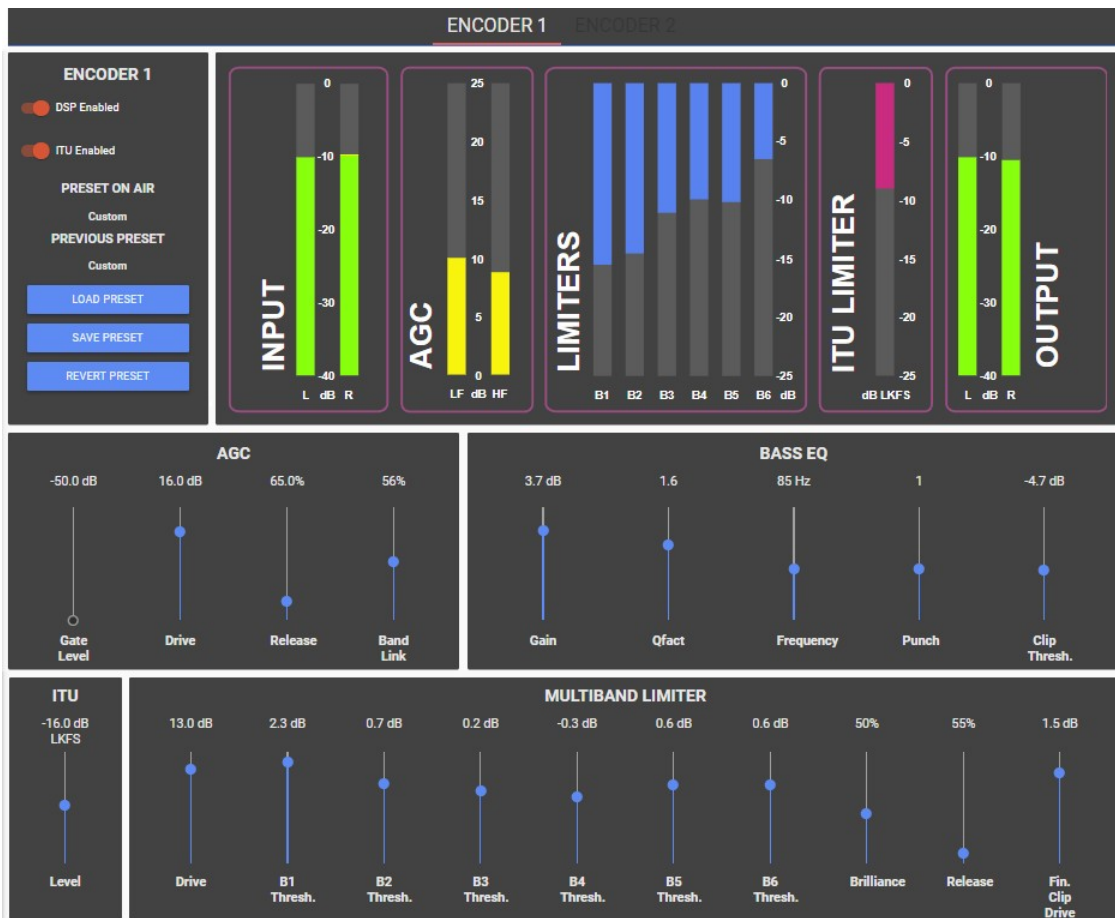 ENCODER 1 ENCODER 2
ENCODER 1
DSP Enabled
ITU Enabled
PRESET ON AIR
Custom
PREVIOUS PRESET
Custom
LOAD PRESET
SAVE PRESET
REVERT PRESET
INPUT
0
-10
-20
-30
-40
L dB R
AGC
25
20
15
10
5
0
LF dB HF
LIMITERS
0
-5
-10
-15
-20
-25
B1 B2 B3 B4 B5 B6 dB
ITU LIMITER
0
-5
-10
-15
-20
-25
dB LKFS
0
-10
-20
-30
-40
L dB R
OUTPUT
AGC
-50.0 dB 16.0 dB 65.0% 56%
Gate Drive Release Band
Level Link
BASS EQ
3.7 dB 1.6 85 Hz 1 -4.7 dB
Gain Qfact Frequency Punch Clip
Thresh.
ITU
-16.0 dB
LKFS
Level
MULTIBAND LIMITER
13.0 dB 2.3 dB 0.7 dB 0.2 dB -0.3 dB 0.6 dB 0.6 dB 50% 55% 1.5 dB
Drive B1 B2 B3 B4 B5 B6 Brilliance Release Fin.
Thresh. Thresh. Thresh. Thresh. Thresh. Thresh. Clip
Drive